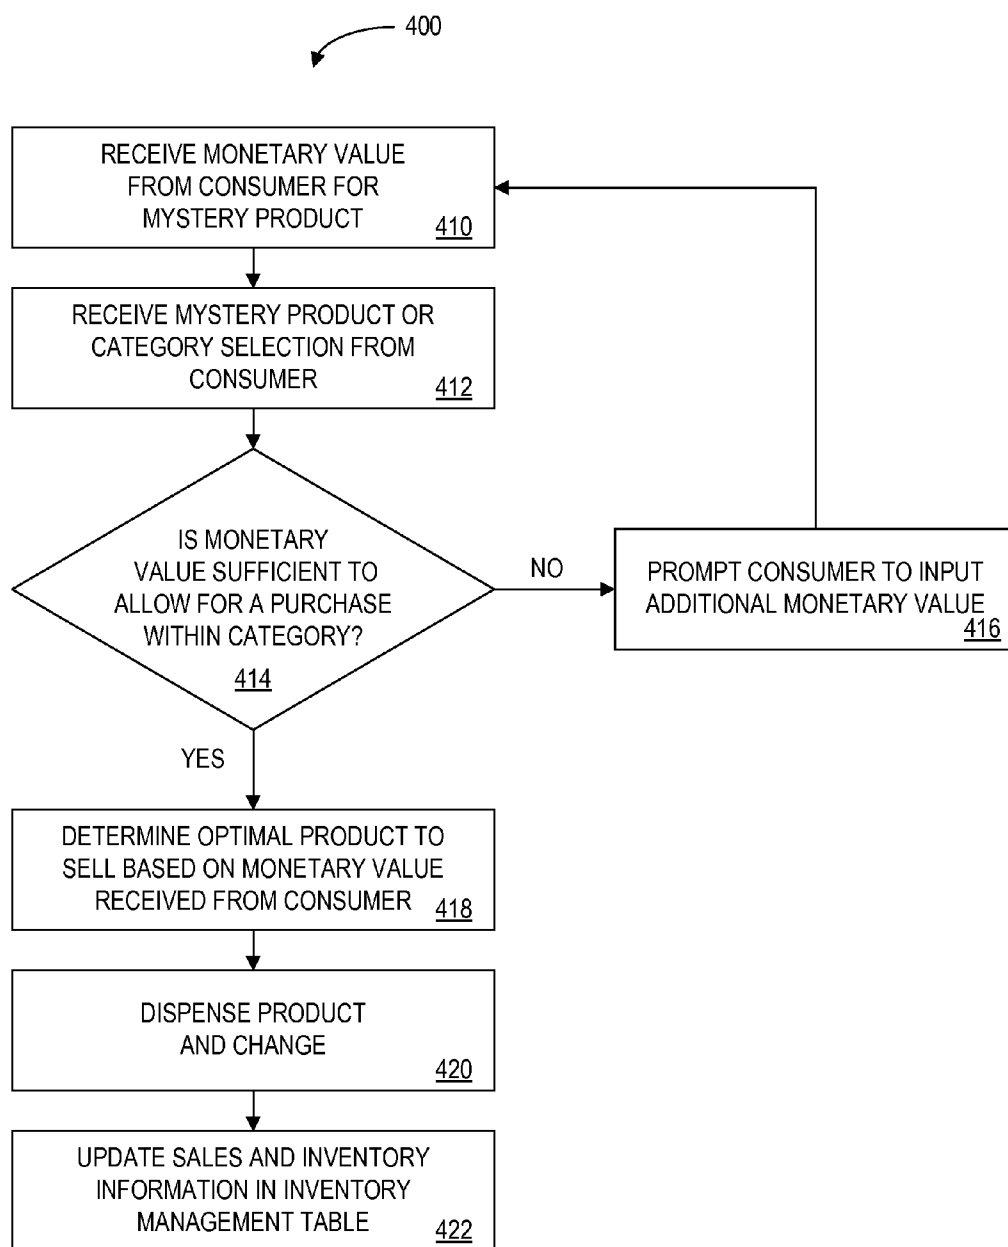 400
RECEIVE MONETARY VALUE
FROM CONSUMER FOR
MYSTERY PRODUCT
410
RECEIVE MYSTERY PRODUCT OR
CATEGORY SELECTION FROM
CONSUMER
412
IS MONETARY
VALUE SUFFICIENT TO
ALLOW FOR A PURCHASE
WITHIN CATEGORY?
414
NO
PROMPT CONSUMER TO INPUT
ADDITIONAL MONETARY VALUE
416
YES
DETERMINE OPTIMAL PRODUCT TO
SELL BASED ON MONETARY VALUE
RECEIVED FROM CONSUMER
418
DISPENSE PRODUCT
AND CHANGE
420
UPDATE SALES AND INVENTORY
INFORMATION IN INVENTORY
MANAGEMENT TABLE
422